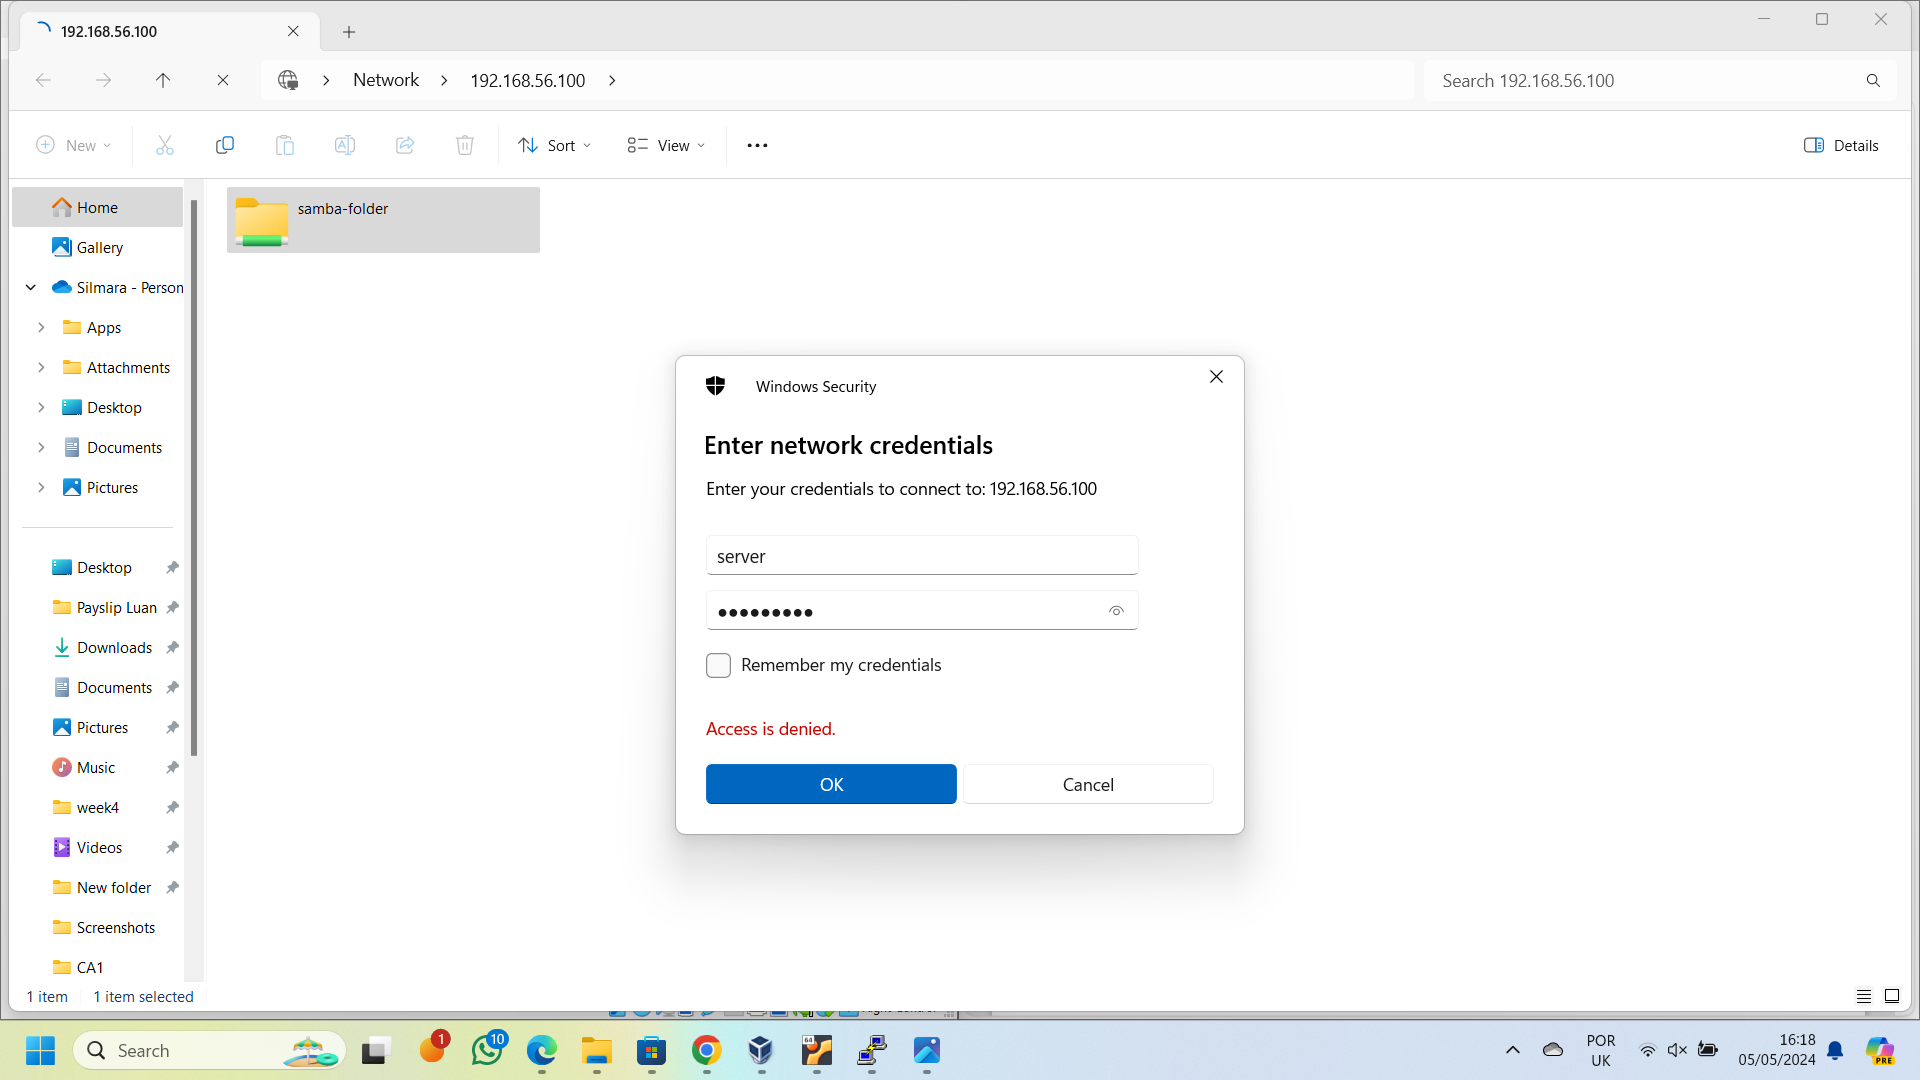 192.168.56.100
Network
192.168.56.100
Search 192.168.56.100
New
Sort
View
Details
Home
Gallery
Silmara - Person
Apps
Attachments
Desktop
Documents
Pictures
Desktop
Payslip Luan
Downloads
Documents
Pictures
Music
week4
Videos
New folder
Screenshots
CA1
samba-folder
Windows Security
Enter network credentials
Enter your credentials to connect to: 192.168.56.100
server
Remember my credentials
Access is denied.
OK
Cancel
1 item
1 item selected
Search
1
10
64
POR
UK
16:18
05/05/2024
PRE